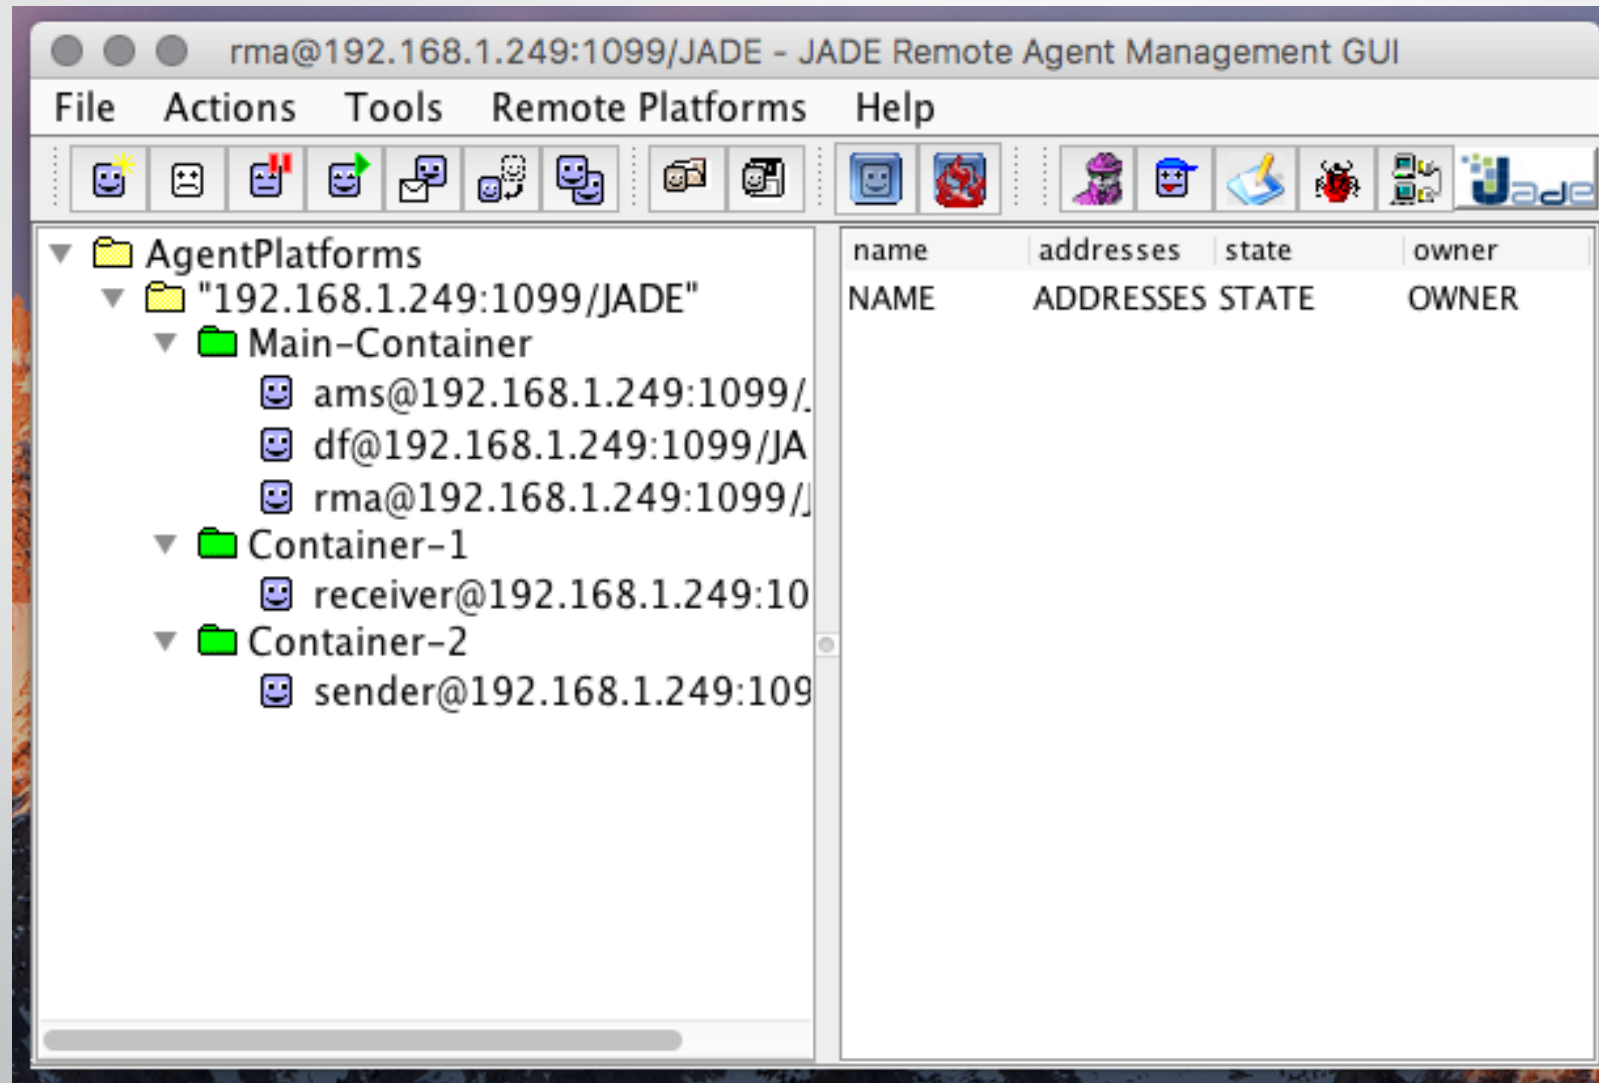 rma@192.168.1.249:1099/JADE - JADE Remote Agent Management GUI
File Actions Tools Remote Platforms Help
Jade
AgentPlatforms
"192.168.1.249:1099/JADE"
Main-Container
ams@192.168.1.249:1099/
df@192.168.1.249:1099/JA
rma@192.168.1.249:1099/J
Container-1
receiver@192.168.1.249:10
Container-2
sender@192.168.1.249:109
name addresses state owner
NAME ADDRESSES STATE OWNER